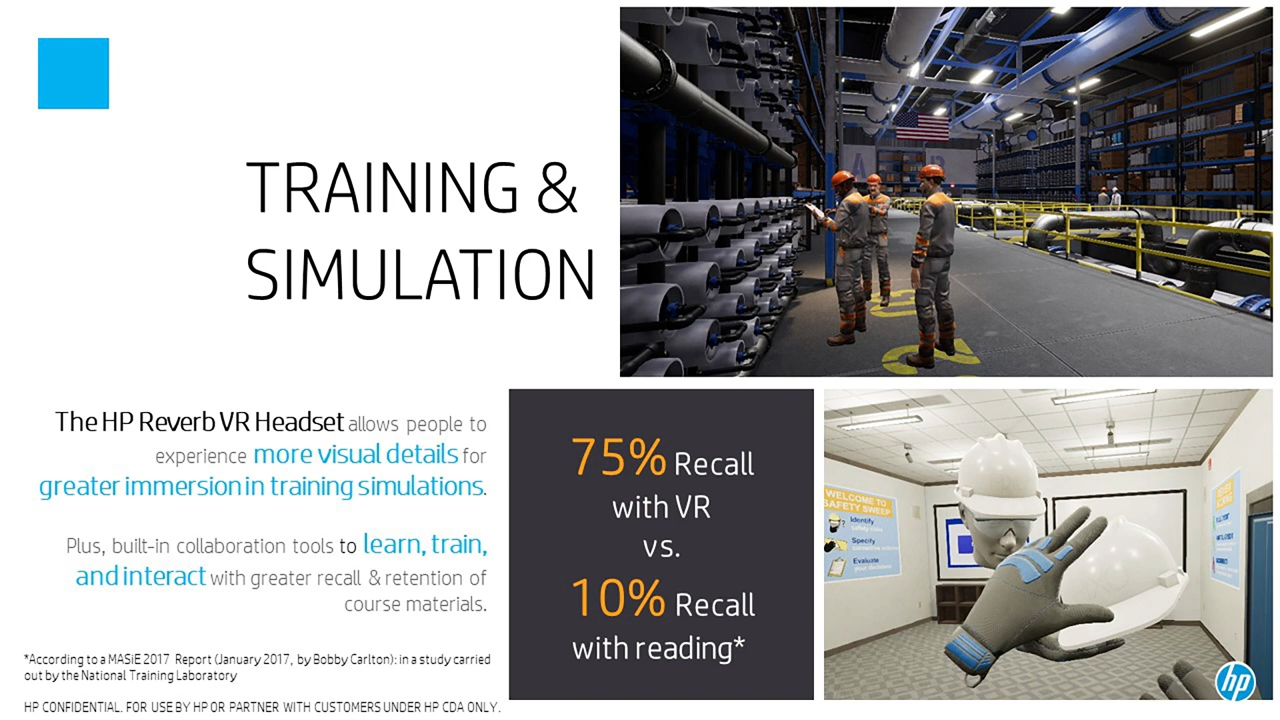 TRAINING &
SIMULATION
The HP Reverb VR Headset allows people to
experience more visual details for
greater immersion in training simulations.
Plus, built-in collaboration tools to learn, train,
and interact with greater recall & retention of
course materials.
*According to a MASiE 2017 Report (January 2017, by Bobby Carlton): in a study carried
out by the National Training Laboratory
HP CONFIDENTIAL. FOR USE BY HP OR PARTNER WITH CUSTOMERS UNDER HP CDA ONLY.
75% Recall
with VR
vs.
10% Recall
with reading*
WELCOME TO
SAFETY SWEEP
Identify
Specify
Evaluate
hp